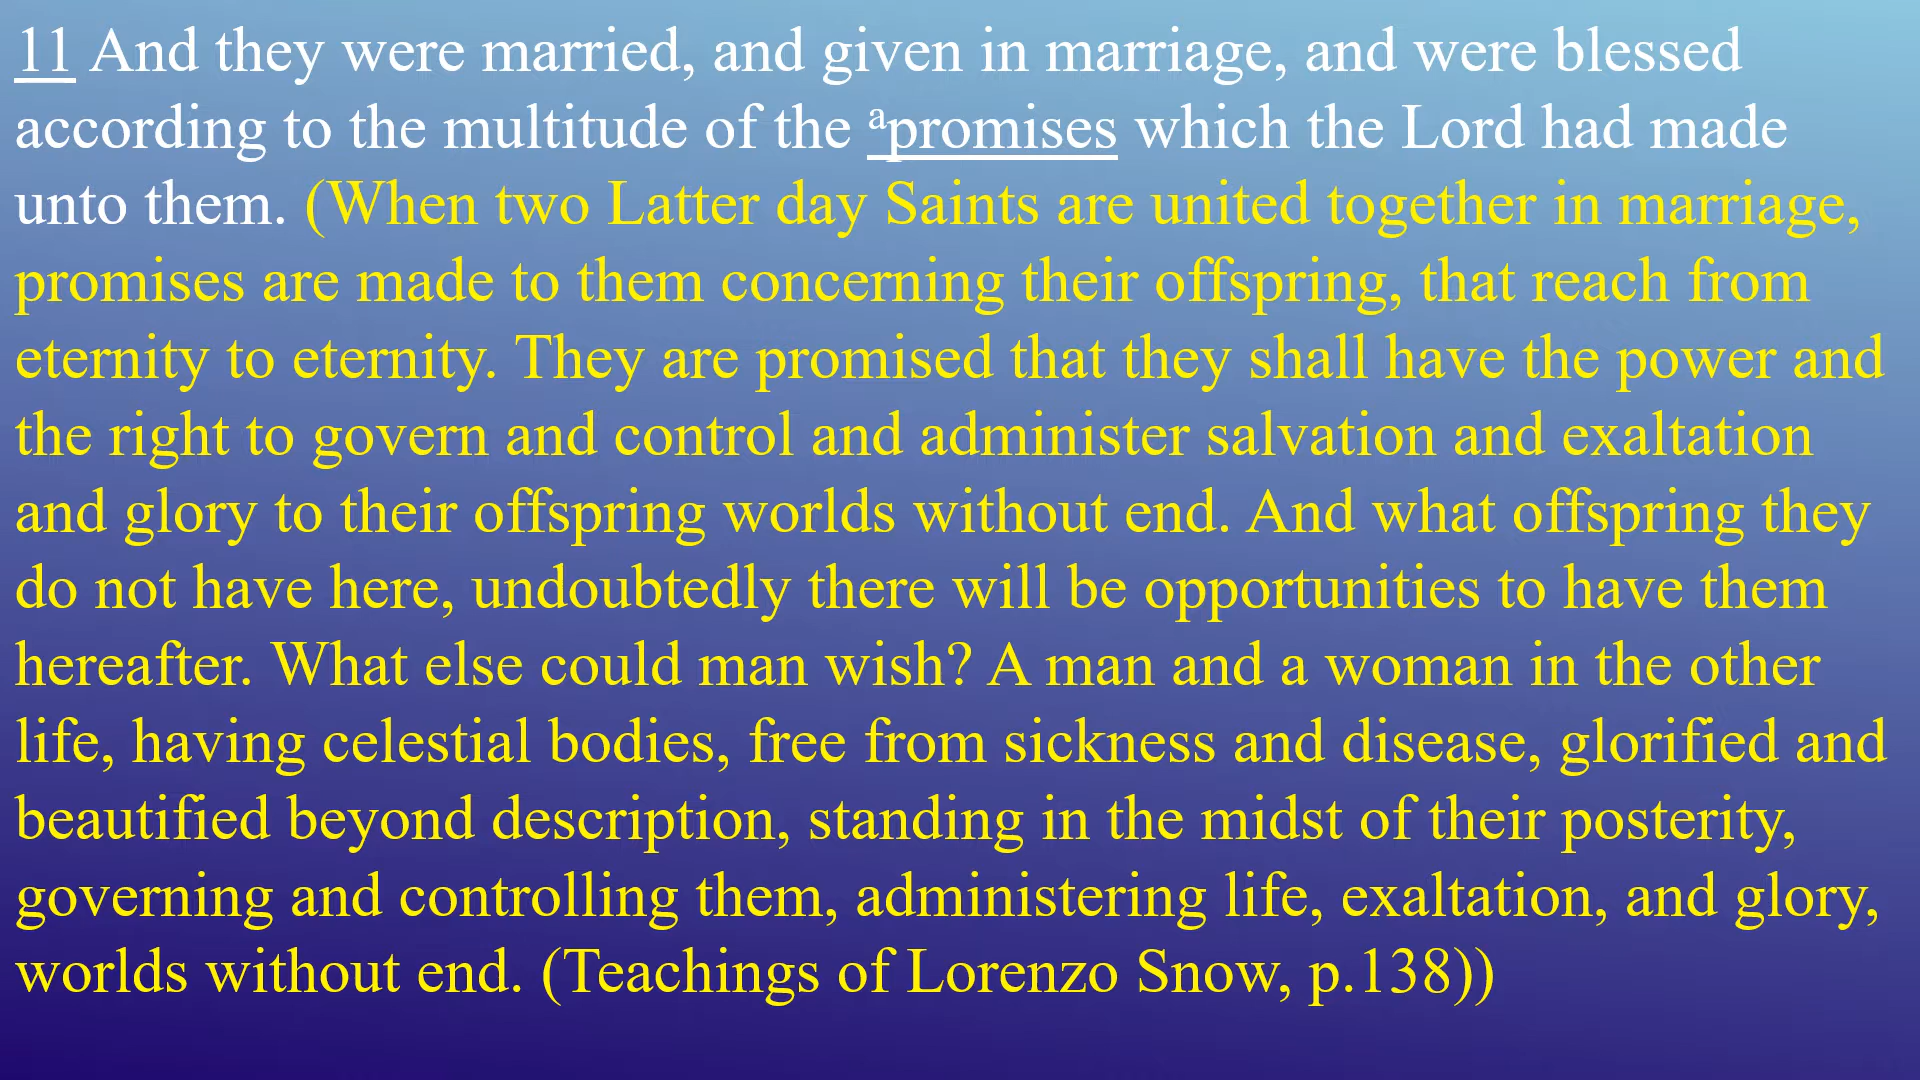 11 And they were married, and given in marriage, and were blessed
according to the multitude of the apromises which the Lord had made
unto them. (When two Latter day Saints are united together in marriage,
promises are made to them concerning their offspring, that reach from
eternity to eternity. They are promised that they shall have the power and
the right to govern and control and administer salvation and exaltation
and glory to their offspring worlds without end. And what offspring they
do not have here, undoubtedly there will be opportunities to have them
hereafter. What else could man wish? A man and a woman in the other
life, having celestial bodies, free from sickness and disease, glorified and
beautified beyond description, standing in the midst of their posterity,
governing and controlling them, administering life, exaltation, and glory,
worlds without end. (Teachings of Lorenzo Snow, p.138))